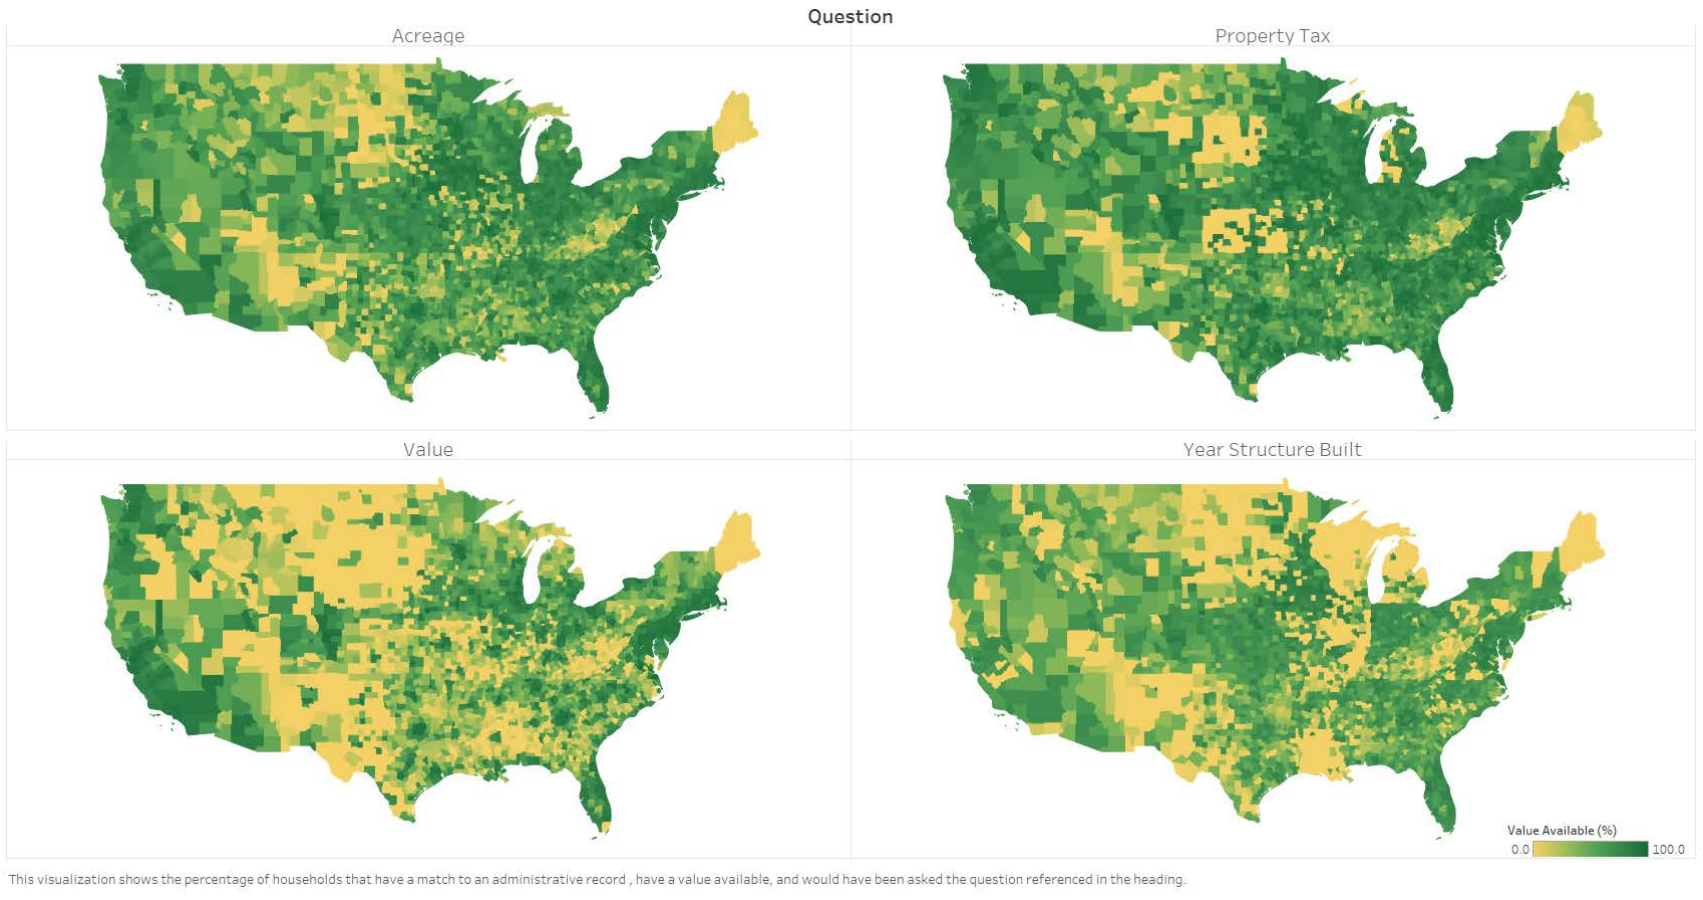 Question
Acreage
Property Tax
Value
Year Structure Built
Value Available (%)
0.0 100.0
This visualization shows the percentage of households that have a match to an administrative record , have a value available, and would have been asked the question referenced in the heading.